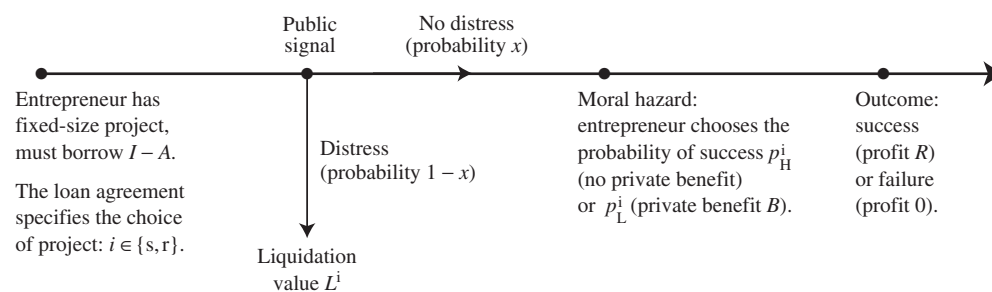 Public
signal
No distress
(probability x)
Entrepreneur has
fixed-size project,
must borrow I – A.
The loan agreement
specifies the choice
of project: i ∈ {s, r}.
Distress
(probability 1 – x)
Liquidation
value Lⁱ
Moral hazard:
entrepreneur chooses the
probability of success p_H^i
(no private benefit)
or p_L^i (private benefit B).
Outcome:
success
(profit R)
or failure
(profit 0).